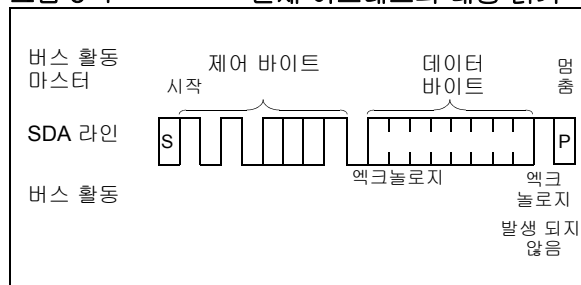 버스 활동
마스터
시작
제어 바이트
데이터
바이트
멈
춤
SDA 라인
S
P
버스 활동
엑크놀로지
엑크
놀로지
발생 되지
않음